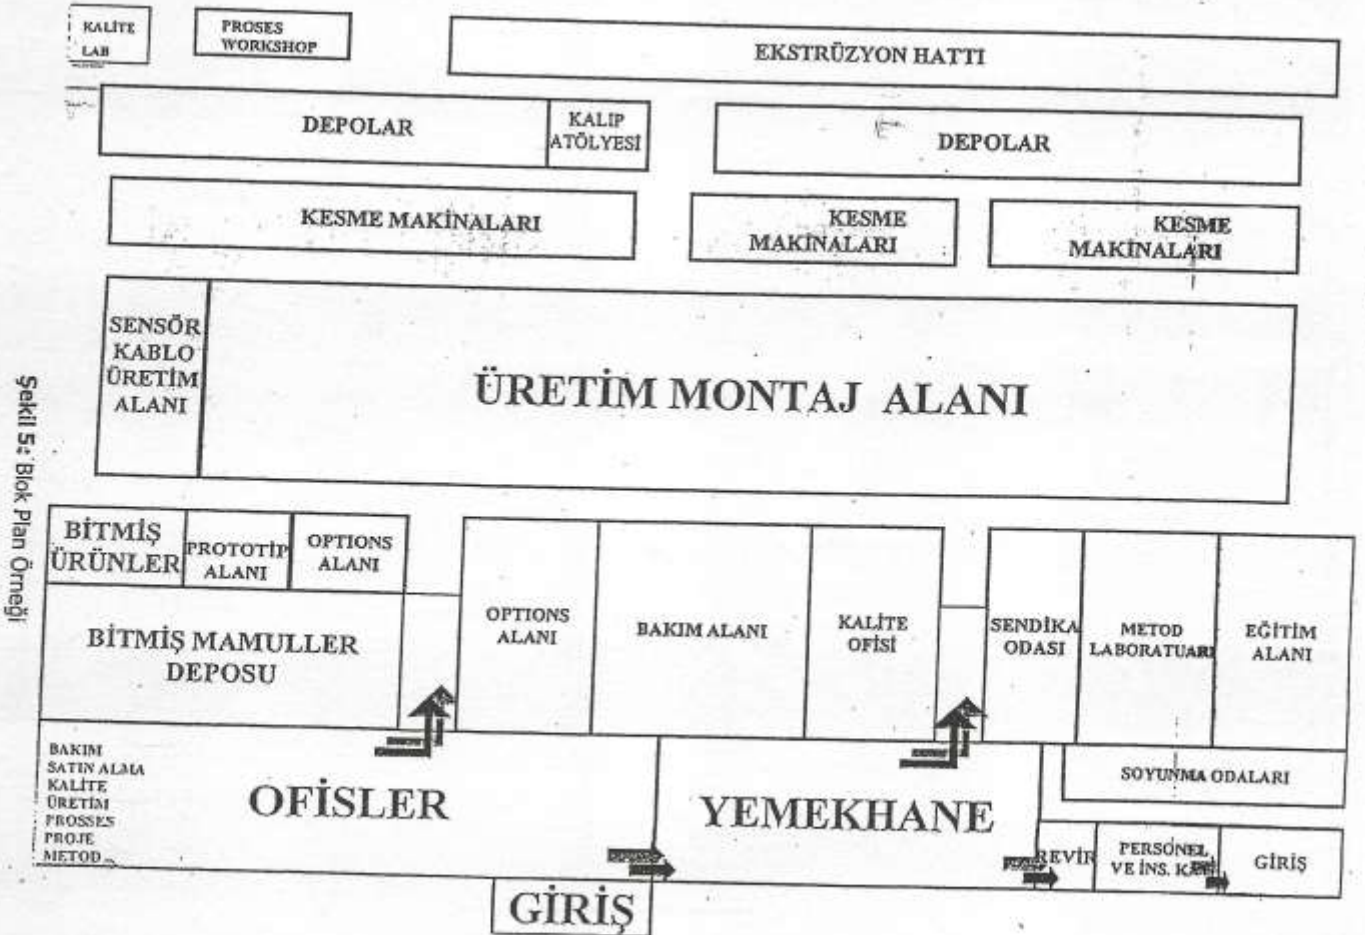 KALİTE
LAB
PROSES
WORKSHOP
EKSTRÜZYON HATTI
DEPOLAR
KALIP
ATÖLYESİ
DEPOLAR
KESME MAKİNALARI
KESME
MAKİNALARI
KESME
MAKİNALARI
SENSÖR
KABLO
ÜRETİM
ALANI
ÜRETİM MONTAJ ALANI
BİTMİŞ
ÜRÜNLER
PROTOTİP
ALANI
OPTIONS
ALANI
BİTMİŞ MAMULLER
DEPOSU
OPTIONS
ALANI
BAKIM ALANI
KALİTE
OFİSİ
SENDİKA
ODASI
METOD
LABORATUARI
EĞİTİM
ALANI
SOYUNMA ODALARI
BAKIM
SATIN ALMA
KALİTE
ÜRETİM
PROSSES
PROJE
METOD
OFİSLER
YEMEKHANE
REVİR
PERSONEL
VE İNS. KAY
GİRİŞ
GİRİŞ
Şekil 5: Blok Plan Örneği